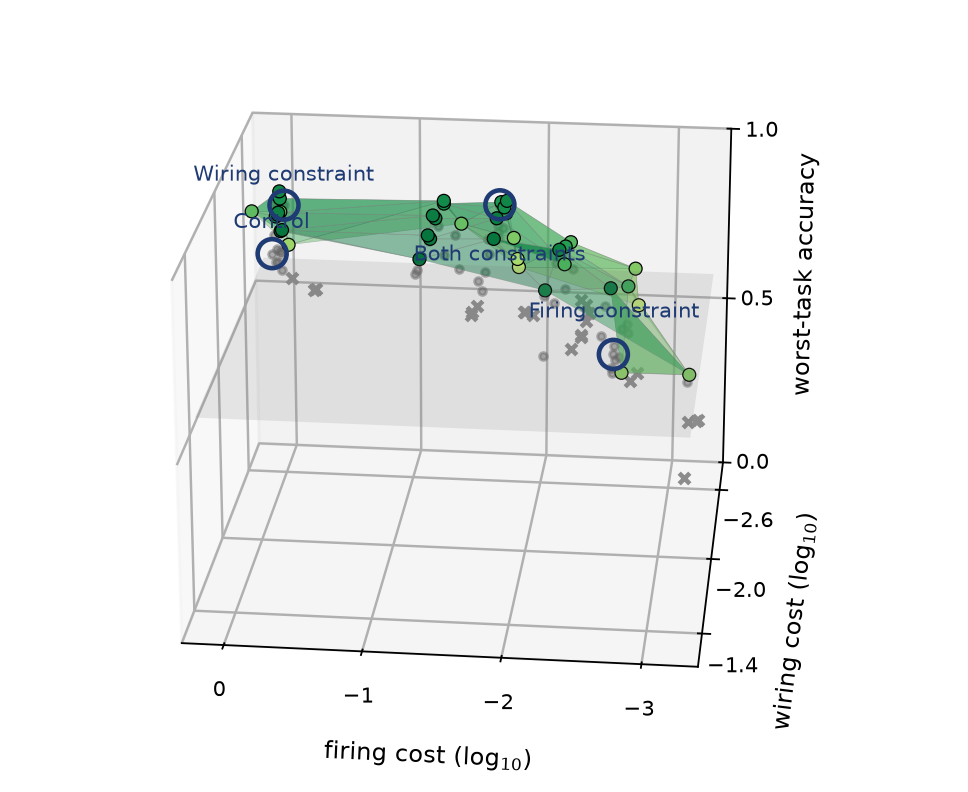 1.0
Wiring constraint
Control
worst-task accuracy
Both constraints
0.5
Firing constraint
0.0
−2.6
−2.0
wiring cost (log₁₀)
−1.4
0
−1
−2
−3
firing cost (log₁₀)